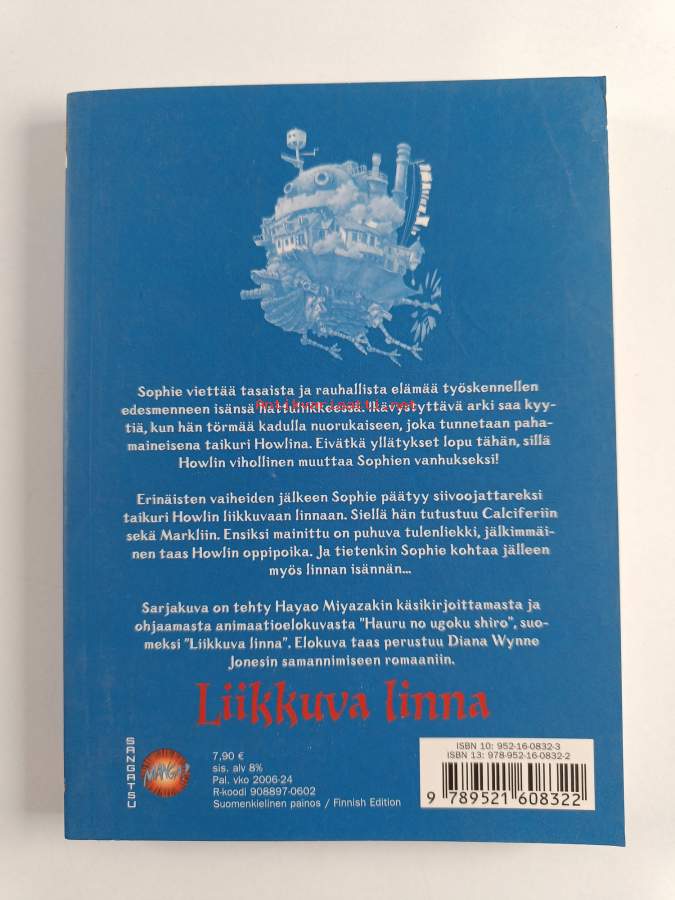 Sophie viettää tasaista ja rauhallista elämää työskennellen
edesmenneen isänsä hattuliikkeessä. Ikävystyttävä arki saa kyy-
tiä, kun hän törmää kadulla nuorukaiseen, joka tunnetaan paha-
maineisena taikuri Howlina. Eivätkä yllätykset lopu tähän, sillä
Howlin vihollinen muuttaa Sophien vanhukseksi!
Erinäisten vaiheiden jälkeen Sophie päätyy siivoojattareksi
taikuri Howlin liikkuvaan linnaan. Siellä hän tutustuu Calciferiin
sekä Markliin. Ensiksi mainittu on puhuva tulenliekki, jälkimmäi-
nen taas Howlin oppipoika. Ja tietenkin Sophie kohtaa jälleen
myös linnan isännän...
Sarjakuva on tehty Hayao Miyazakin käsikirjoittamasta ja
ohjaamasta animaatioelokuvasta "Hauru no ugoku shiro", suo-
meksi "Liikkuva linna". Elokuva taas perustuu Diana Wynne
Jonesin samannimiseen romaaniin.
Liikkuva linna
SANGATSU
MANGA!
7,90 €
sis. alv 8%
Pal. vko 2006-24
R-koodi 908897-0602
Suomenkielinen painos / Finnish Edition
ISBN 10: 952-16-0832-3
ISBN 13: 978-952-16-0832-2
9 789521 608322